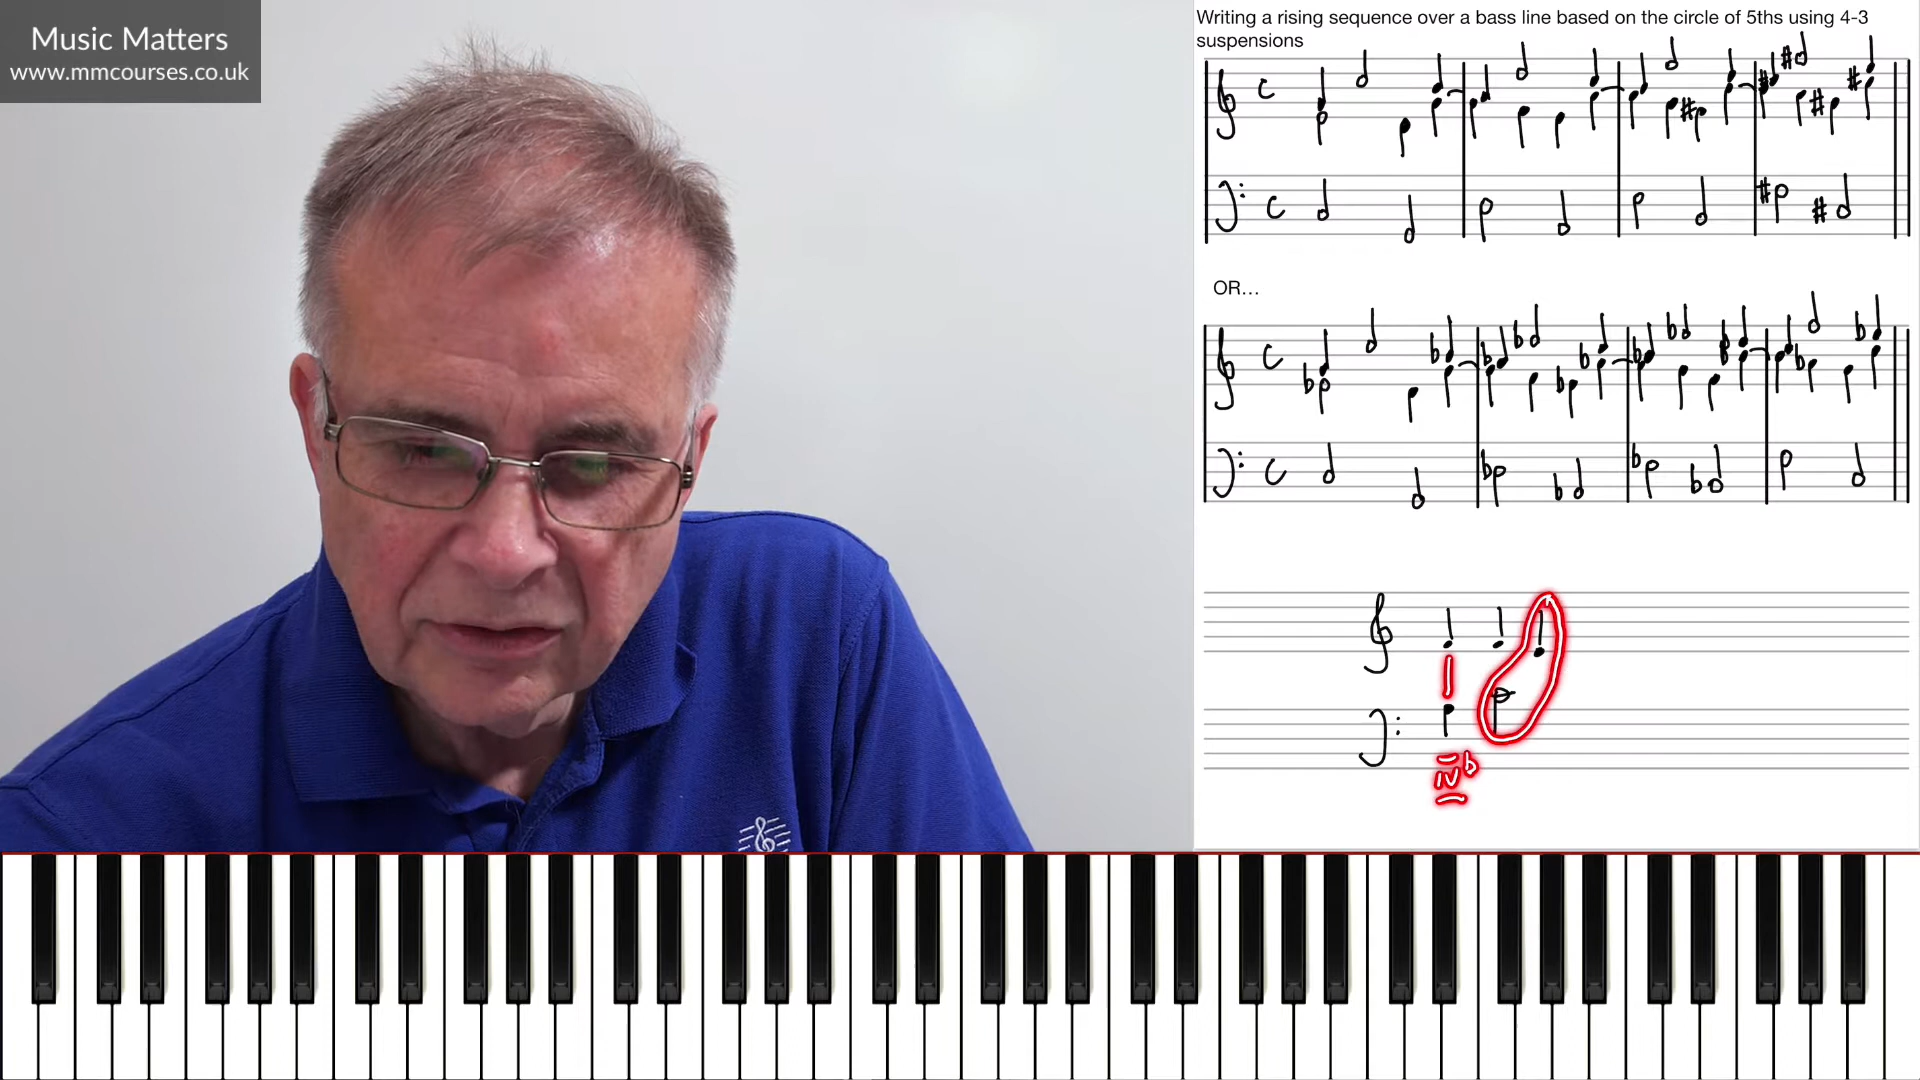 Music Matters
www.mmcourses.co.uk
Writing a rising sequence over a bass line based on the circle of 5ths using 4-3
suspensions
OR...
IVb